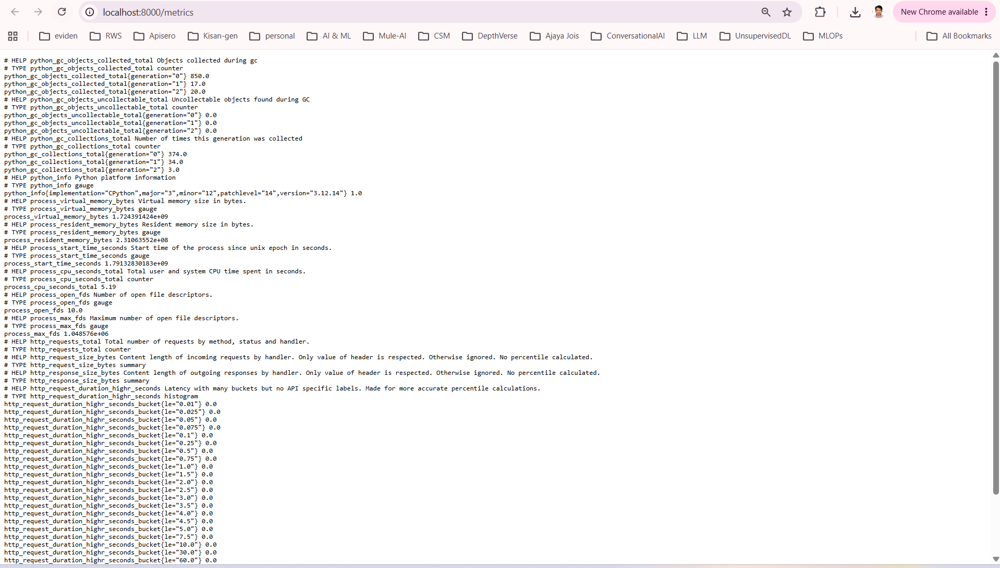 localhost:8000/metrics
New Chrome available
eviden
RWS
Apisero
Kisan-gen
personal
AI & ML
Mule-AI
CSM
DepthVerse
Ajaya Jois
ConversationalAI
LLM
UnsupervisedDL
MLOPs
All Bookmarks
# HELP python_gc_objects_collected_total Objects collected during gc
# TYPE python_gc_objects_collected_total counter
python_gc_objects_collected_total{generation="0"} 850.0
python_gc_objects_collected_total{generation="1"} 17.0
python_gc_objects_collected_total{generation="2"} 20.0
# HELP python_gc_objects_uncollectable_total Uncollectable objects found during GC
# TYPE python_gc_objects_uncollectable_total counter
python_gc_objects_uncollectable_total{generation="0"} 0.0
python_gc_objects_uncollectable_total{generation="1"} 0.0
python_gc_objects_uncollectable_total{generation="2"} 0.0
# HELP python_gc_collections_total Number of times this generation was collected
# TYPE python_gc_collections_total counter
python_gc_collections_total{generation="0"} 374.0
python_gc_collections_total{generation="1"} 34.0
python_gc_collections_total{generation="2"} 3.0
# HELP python_info Python platform information
# TYPE python_info gauge
python_info{implementation="CPython",major="3",minor="12",patchlevel="14",version="3.12.14"} 1.0
# HELP process_virtual_memory_bytes Virtual memory size in bytes.
# TYPE process_virtual_memory_bytes gauge
process_virtual_memory_bytes 1.724391424e+09
# HELP process_resident_memory_bytes Resident memory size in bytes.
# TYPE process_resident_memory_bytes gauge
process_resident_memory_bytes 2.31063552e+08
# HELP process_start_time_seconds Start time of the process since unix epoch in seconds.
# TYPE process_start_time_seconds gauge
process_start_time_seconds 1.79132830183e+09
# HELP process_cpu_seconds_total Total user and system CPU time spent in seconds.
# TYPE process_cpu_seconds_total counter
process_cpu_seconds_total 5.19
# HELP process_open_fds Number of open file descriptors.
# TYPE process_open_fds gauge
process_open_fds 10.0
# HELP process_max_fds Maximum number of open file descriptors.
# TYPE process_max_fds gauge
process_max_fds 1.048576e+06
# HELP http_requests_total Total number of requests by method, status and handler.
# TYPE http_requests_total counter
# HELP http_request_size_bytes Content length of incoming requests by handler. Only value of header is respected. Otherwise ignored. No percentile calculated.
# TYPE http_request_size_bytes summary
# HELP http_response_size_bytes Content length of outgoing responses by handler. Only value of header is respected. Otherwise ignored. No percentile calculated.
# TYPE http_response_size_bytes summary
# HELP http_request_duration_highr_seconds Latency with many buckets but no API specific labels. Made for more accurate percentile calculations.
# TYPE http_request_duration_highr_seconds histogram
http_request_duration_highr_seconds_bucket{le="0.01"} 0.0
http_request_duration_highr_seconds_bucket{le="0.025"} 0.0
http_request_duration_highr_seconds_bucket{le="0.05"} 0.0
http_request_duration_highr_seconds_bucket{le="0.075"} 0.0
http_request_duration_highr_seconds_bucket{le="0.1"} 0.0
http_request_duration_highr_seconds_bucket{le="0.25"} 0.0
http_request_duration_highr_seconds_bucket{le="0.5"} 0.0
http_request_duration_highr_seconds_bucket{le="0.75"} 0.0
http_request_duration_highr_seconds_bucket{le="1.0"} 0.0
http_request_duration_highr_seconds_bucket{le="1.5"} 0.0
http_request_duration_highr_seconds_bucket{le="2.0"} 0.0
http_request_duration_highr_seconds_bucket{le="2.5"} 0.0
http_request_duration_highr_seconds_bucket{le="3.0"} 0.0
http_request_duration_highr_seconds_bucket{le="3.5"} 0.0
http_request_duration_highr_seconds_bucket{le="4.0"} 0.0
http_request_duration_highr_seconds_bucket{le="4.5"} 0.0
http_request_duration_highr_seconds_bucket{le="5.0"} 0.0
http_request_duration_highr_seconds_bucket{le="7.5"} 0.0
http_request_duration_highr_seconds_bucket{le="10.0"} 0.0
http_request_duration_highr_seconds_bucket{le="30.0"} 0.0
http_request_duration_highr_seconds_bucket{le="60.0"} 0.0